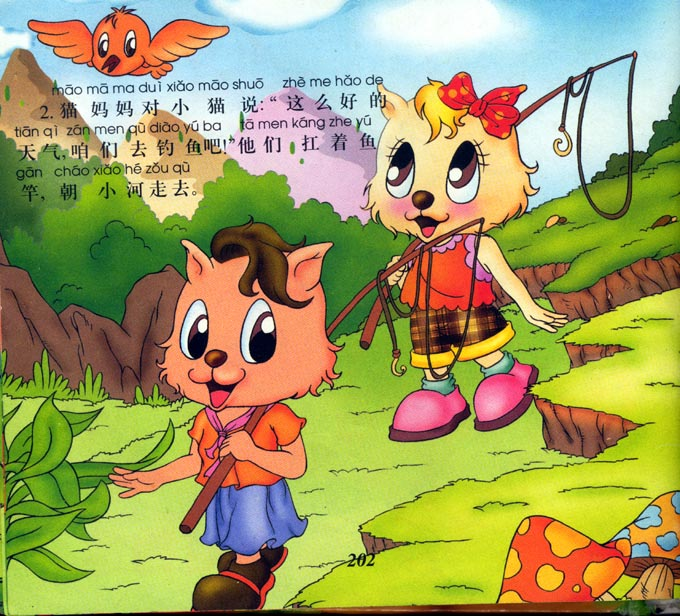 māo mā ma duì xiǎo māo shuō zhè me hǎo de
2. 猫妈妈对小猫说:“这么好的
tiān qì zán men qù diào yú ba tā men káng zhe yú
天气,咱们去钓鱼吧!”他们扛着鱼
gān cháo xiǎo hé zǒu qù
竿,朝小河走去。
202